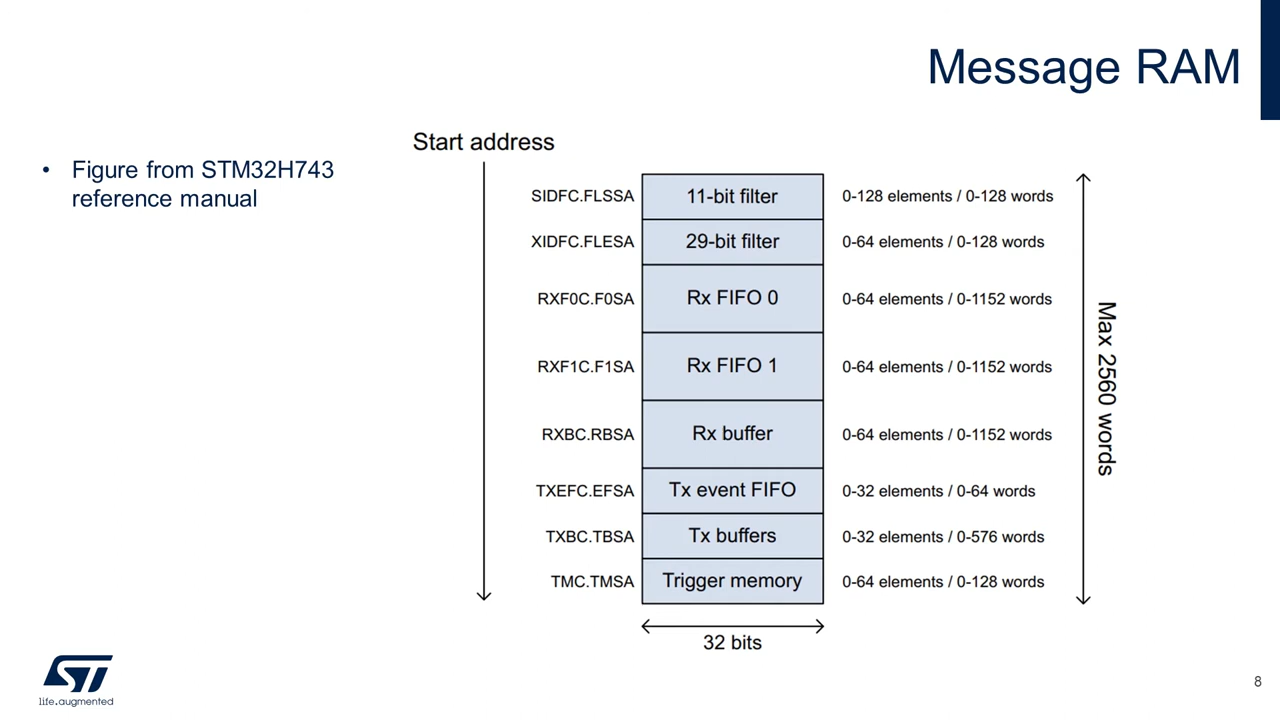 Message RAM
• Figure from STM32H743
reference manual
Start address
SIDFC.FLSSA 11-bit filter 0-128 elements / 0-128 words
XIDFC.FLESA 29-bit filter 0-64 elements / 0-128 words
RXF0C.F0SA Rx FIFO 0 0-64 elements / 0-1152 words
RXF1C.F1SA Rx FIFO 1 0-64 elements / 0-1152 words
RXBC.RBSA Rx buffer 0-64 elements / 0-1152 words
TXEFC.EFSA Tx event FIFO 0-32 elements / 0-64 words
TXBC.TBSA Tx buffers 0-32 elements / 0-576 words
TMC.TMSA Trigger memory 0-64 elements / 0-128 words
Max 2560 words
32 bits
ST
life.augmented
8